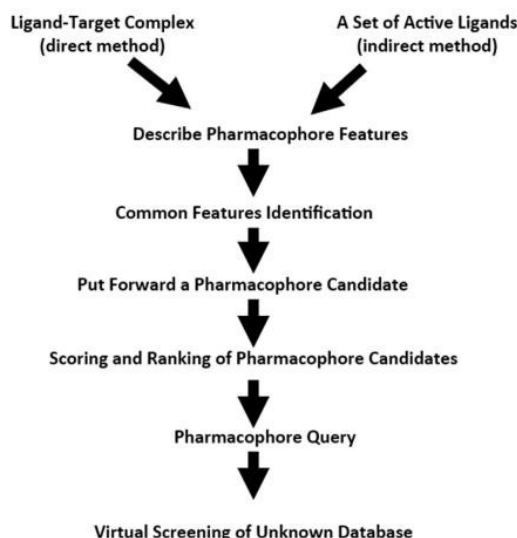 Ligand-Target Complex
(direct method)
A Set of Active Ligands
(indirect method)
Describe Pharmacophore Features
Common Features Identification
Put Forward a Pharmacophore Candidate
Scoring and Ranking of Pharmacophore Candidates
Pharmacophore Query
Virtual Screening of Unknown Database